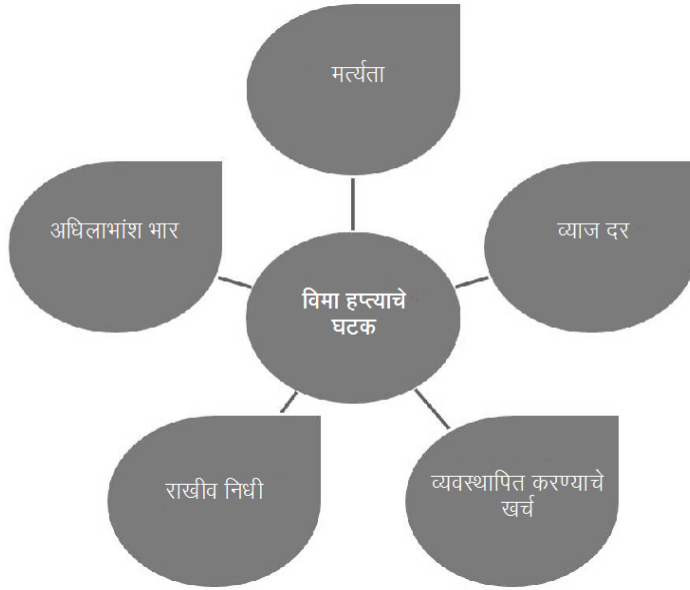 मर्त्यता
अधिलाभांश भार
व्याज दर
विमा हप्त्याचे
घटक
राखीव निधी
व्यवस्थापित करण्याचे
खर्च